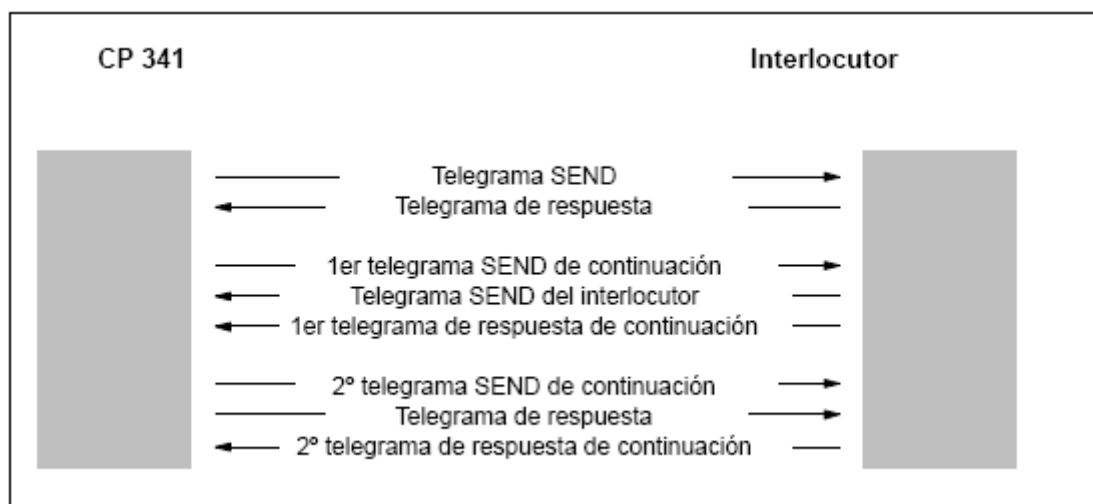 CP 341
Interlocutor
Telegrama SEND
Telegrama de respuesta
1er telegrama SEND de continuación
Telegrama SEND del interlocutor
1er telegrama de respuesta de continuación
2º telegrama SEND de continuación
Telegrama de respuesta
2º telegrama de respuesta de continuación